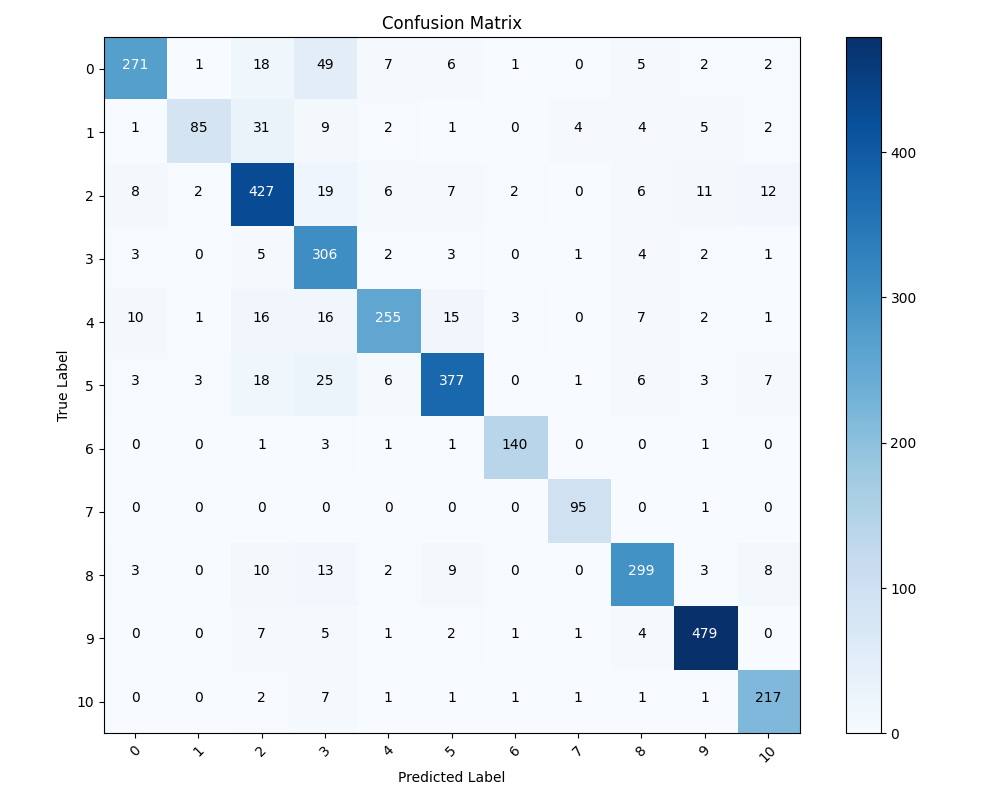 Confusion Matrix
0 271 1 18 49 7 6 1 0 5 2 2
1 1 85 31 9 2 1 0 4 4 5 2
2 8 2 427 19 6 7 2 0 6 11 12
3 3 0 5 306 2 3 0 1 4 2 1
4 10 1 16 16 255 15 3 0 7 2 1
5 3 3 18 25 6 377 0 1 6 3 7
6 0 0 1 3 1 1 140 0 0 1 0
7 0 0 0 0 0 0 0 95 0 1 0
8 3 0 10 13 2 9 0 0 299 3 8
9 0 0 7 5 1 2 1 1 4 479 0
10 0 0 2 7 1 1 1 1 1 1 217
0 1 2 3 4 5 6 7 8 9 10
Predicted Label
True Label
400
300
200
100
0